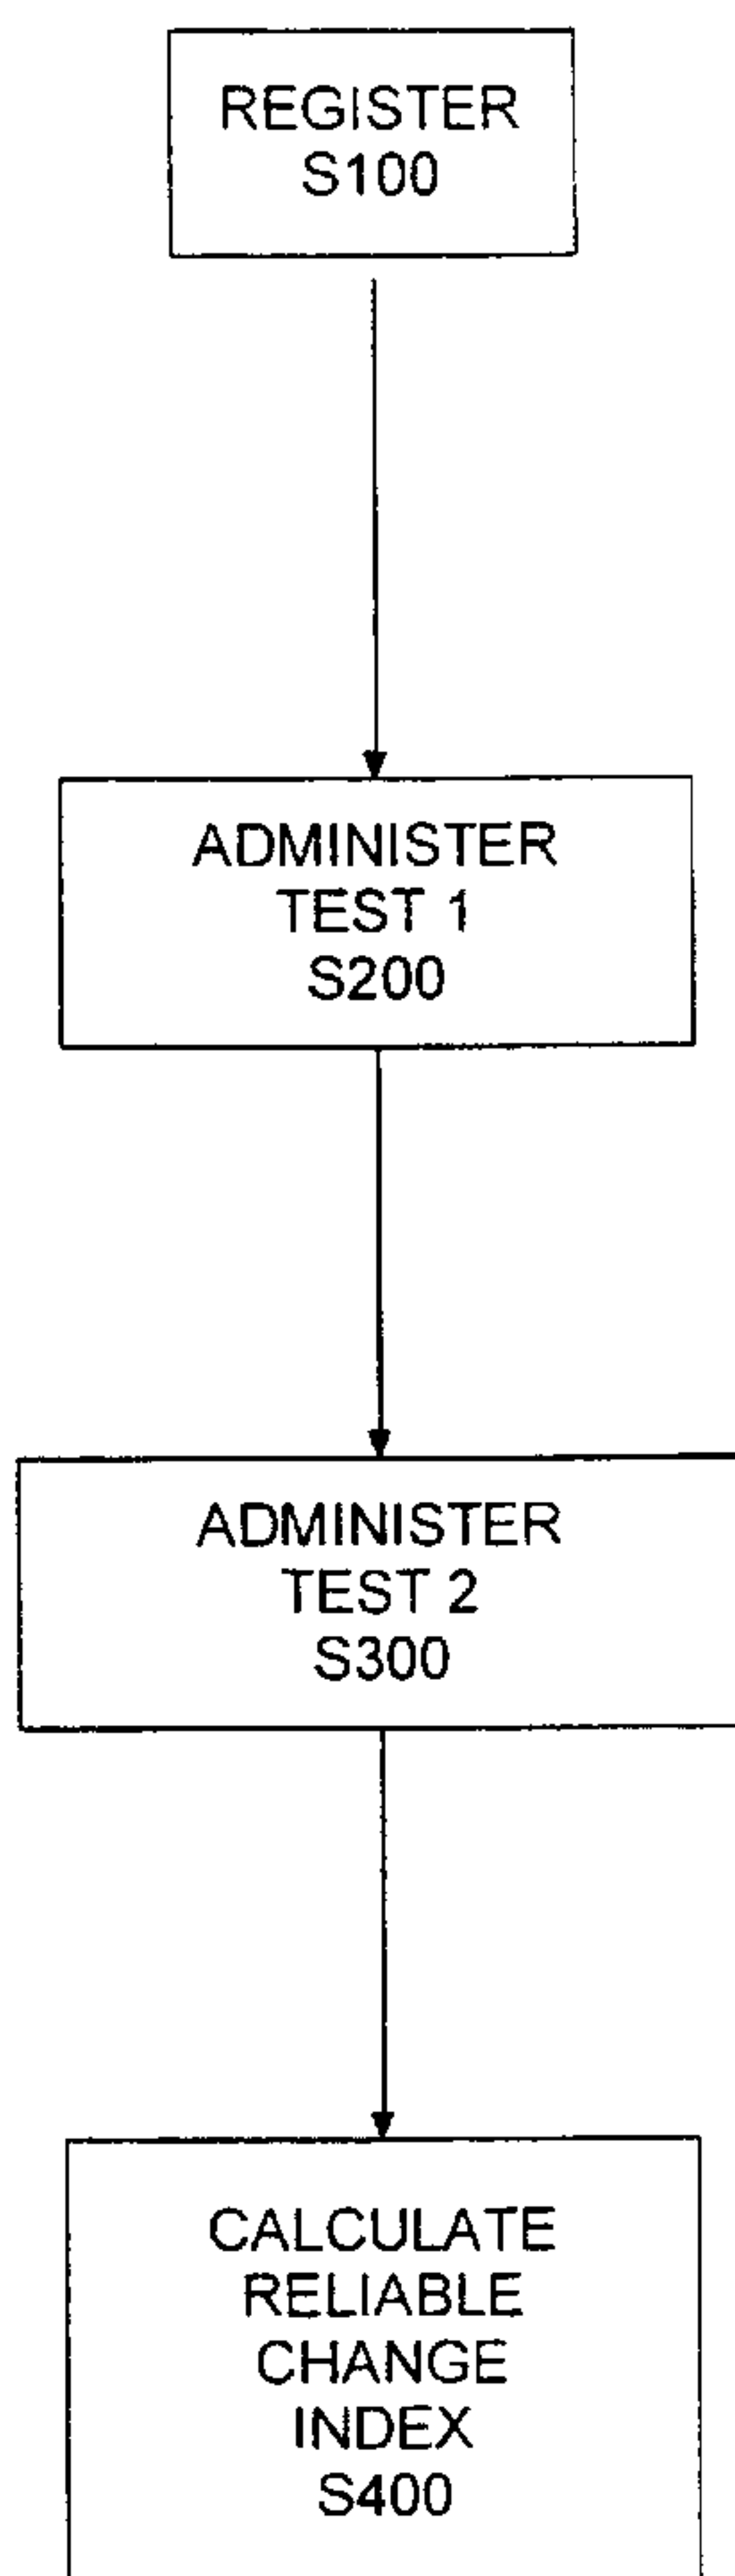 REGISTER
S100
ADMINISTER
TEST 1
S200
ADMINISTER
TEST 2
S300
CALCULATE
RELIABLE
CHANGE
INDEX
S400